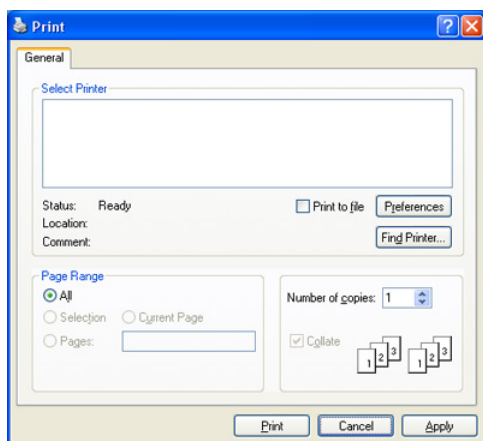 Print
General
Select Printer
Status: Ready
Print to file Preferences
Location:
Comment:
Find Printer...
Page Range
All
Selection Current Page
Pages:
Number of copies: 1
Collate
1 2 3 1 2 3
Print Cancel Apply